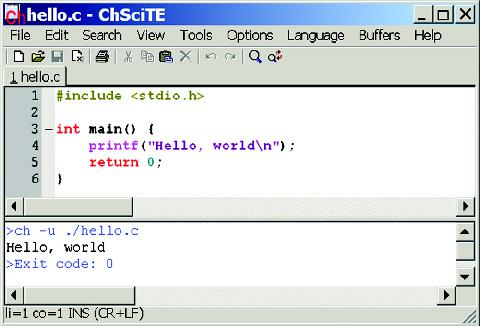 Ch hello.c - ChSciTE
File Edit Search View Tools Options Language Buffers Help
1 hello.c
1 #include <stdio.h>
2
3 int main() {
4 printf("Hello, world\n");
5 return 0;
6 }
>ch -u ./hello.c
Hello, world
>Exit code: 0
li=1 co=1 INS (CR+LF)